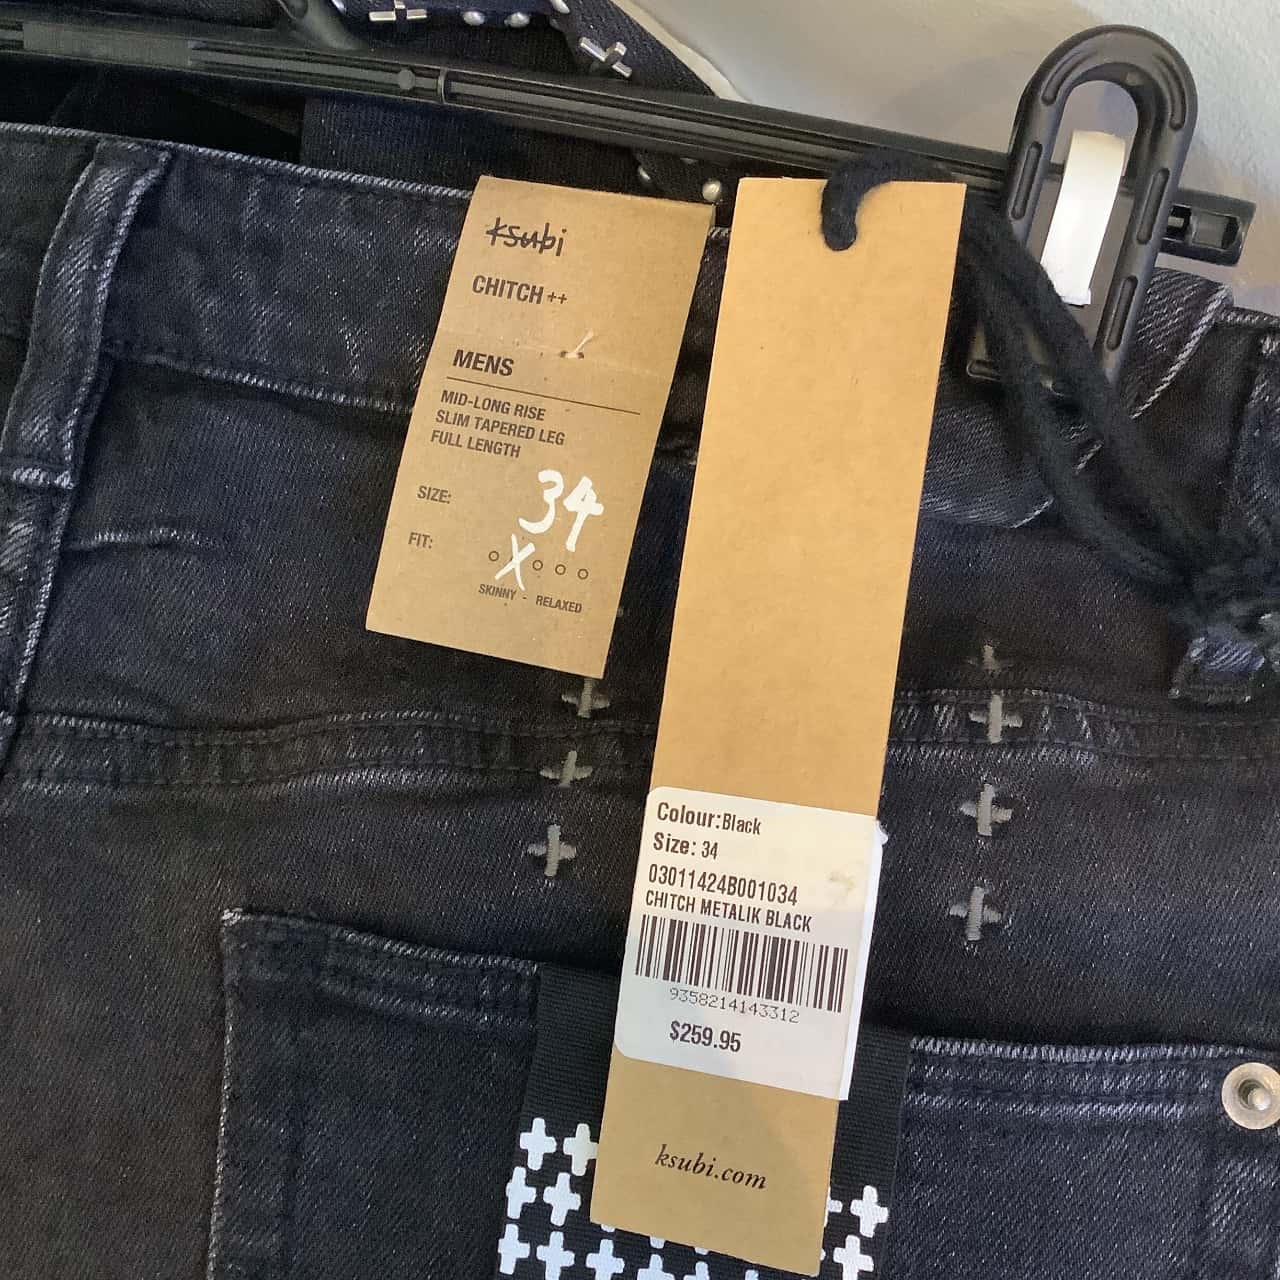 ksubi
CHITCH ++
MENS
MID-LONG RISE
SLIM TAPERED LEG
FULL LENGTH
SIZE: 34
FIT: X
SKINNY - RELAXED
Colour:Black
Size: 34
03011424B001034
CHITCH METALIK BLACK
9358214143312
$259.95
ksubi.com